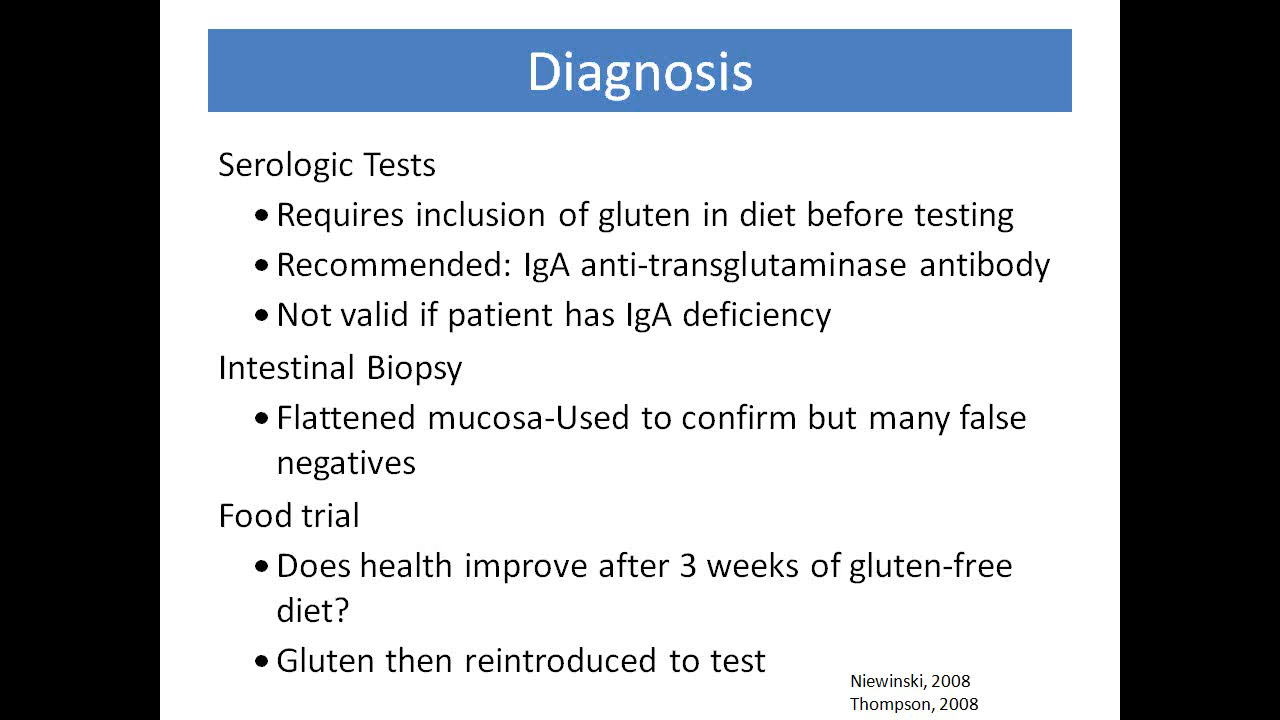 Diagnosis
Serologic Tests
• Requires inclusion of gluten in diet before testing
• Recommended: IgA anti-transglutaminase antibody
• Not valid if patient has IgA deficiency
Intestinal Biopsy
• Flattened mucosa-Used to confirm but many false
negatives
Food trial
• Does health improve after 3 weeks of gluten-free
diet?
• Gluten then reintroduced to test
Niewinski, 2008
Thompson, 2008